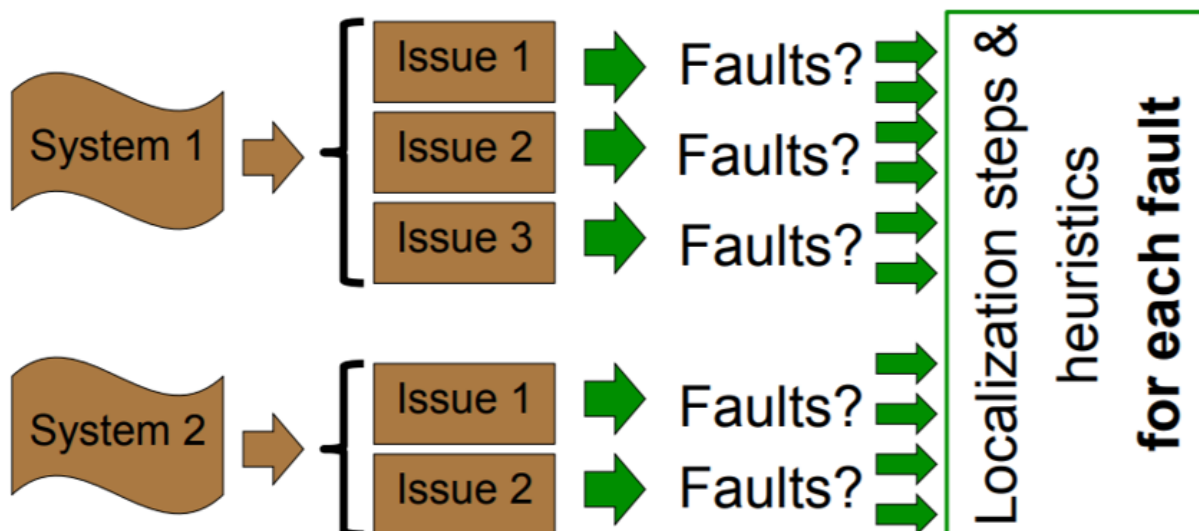 System 1
Issue 1
Faults?
Issue 2
Faults?
Issue 3
Faults?
System 2
Issue 1
Faults?
Issue 2
Faults?
Localization steps &
heuristics
for each fault